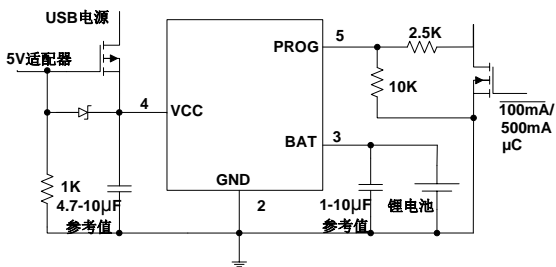 USB电源
5V适配器
5
PROG
2.5K
10K
100mA/
500mA
µC
4
VCC
3
BAT
GND
2
1K
4.7-10µF
参考值
1-10µF
参考值
锂电池